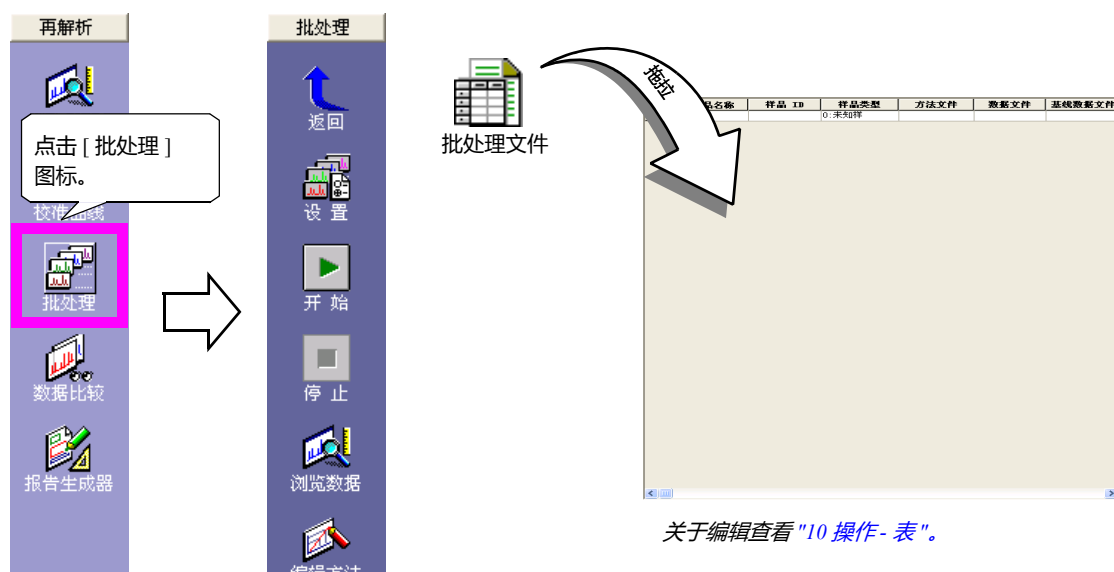 再解析
点击 [ 批处理 ]
图标。
校准曲线
批处理
数据比较
报告生成器
批处理
返回
设 置
开 始
停 止
浏览数据
编辑方法
批处理文件
拖拉
品名称 样品 ID 样品类型 方法文件 数据文件 基线数据文件
0:未知样
关于编辑查看 "10 操作 - 表 "。